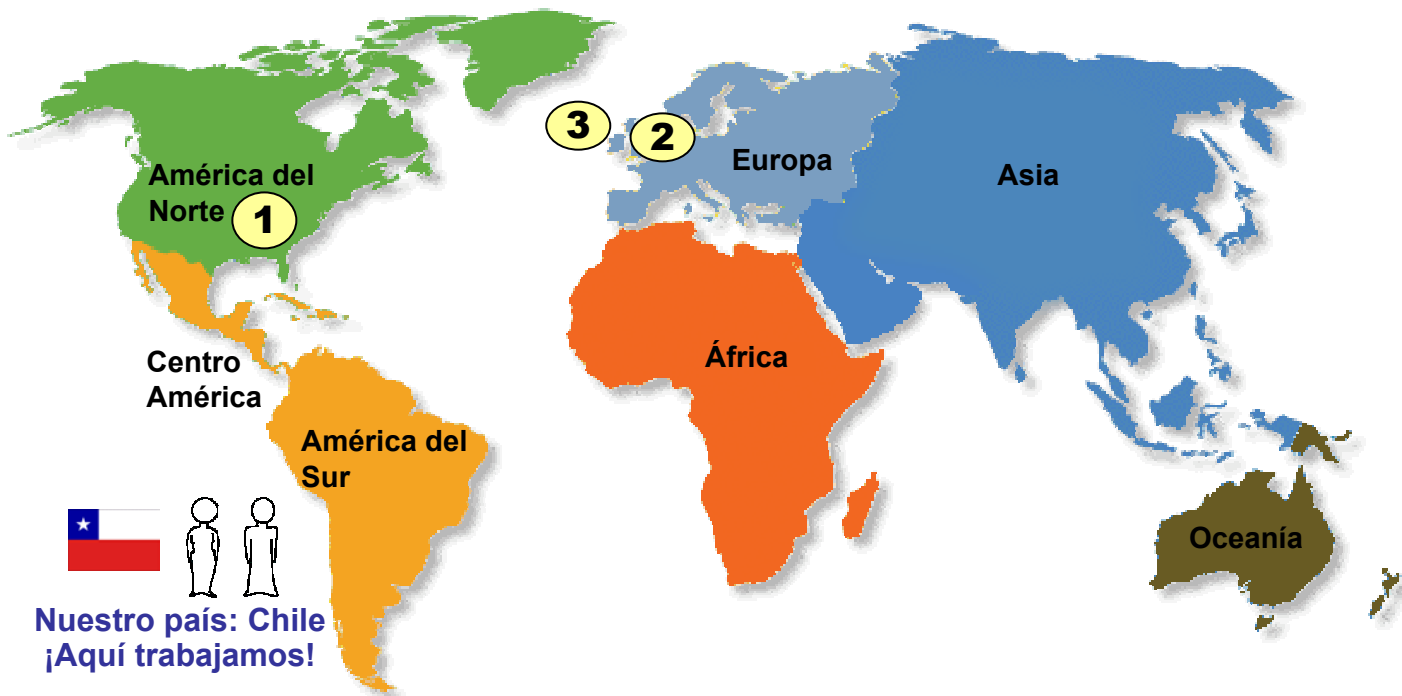 3
2
América del
Norte
1
Europa
Asia
Centro
América
África
América del
Sur
Oceanía
Nuestro país: Chile
¡Aquí trabajamos!